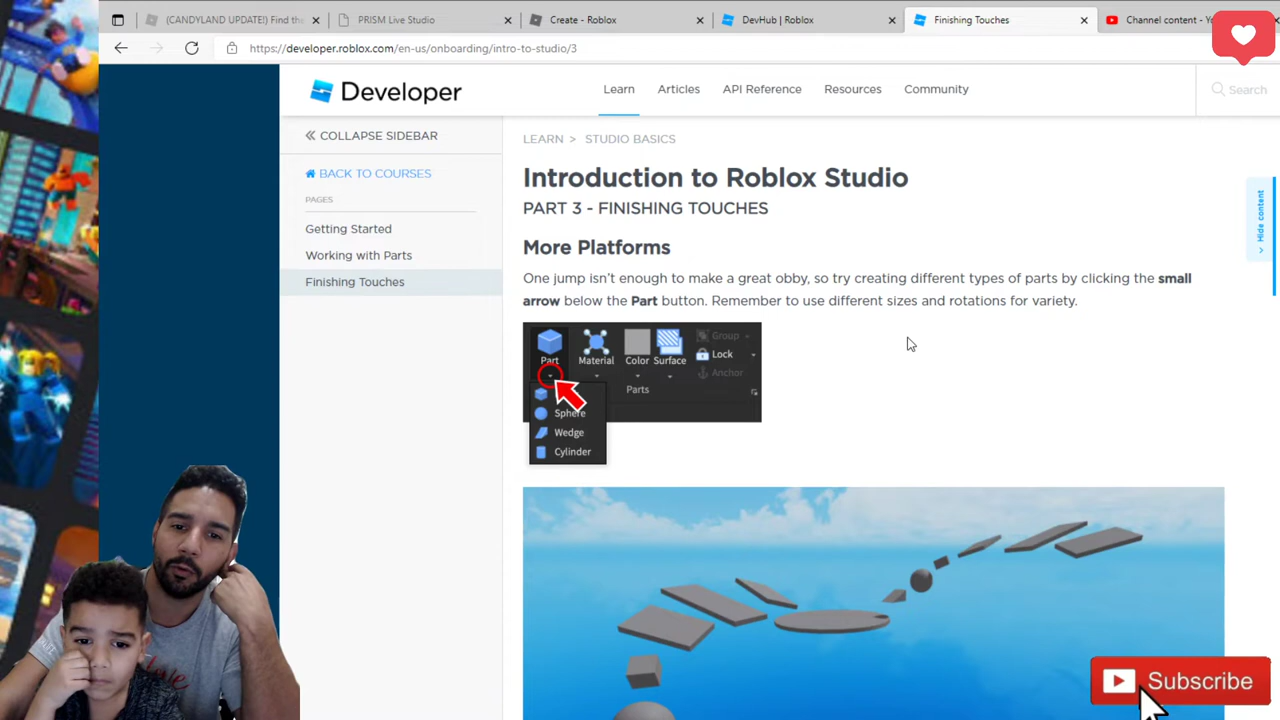 (CANDYLAND UPDATE!) Find the
PRISM Live Studio
Create - Roblox
DevHub | Roblox
Finishing Touches
Channel content - Y
https://developer.roblox.com/en-us/onboarding/intro-to-studio/3
Developer
Learn
Articles
API Reference
Resources
Community
Search
COLLAPSE SIDEBAR
BACK TO COURSES
PAGES
Getting Started
Working with Parts
Finishing Touches
LEARN > STUDIO BASICS
Introduction to Roblox Studio
PART 3 - FINISHING TOUCHES
More Platforms
One jump isn't enough to make a great obby, so try creating different types of parts by clicking the small
arrow below the Part button. Remember to use different sizes and rotations for variety.
Part
Material
Color
Surface
Group
Lock
Anchor
Parts
Sphere
Wedge
Cylinder
Hide content
Subscribe